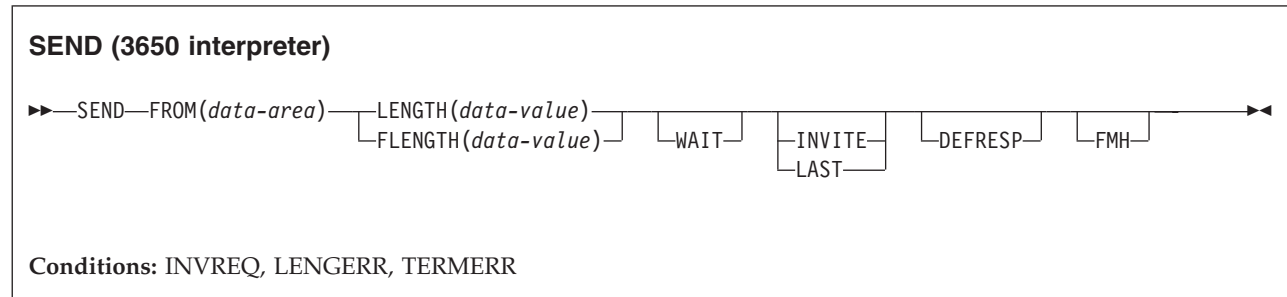 SEND (3650 interpreter)
SEND FROM(data-area) LENGTH(data-value)
FLENGTH(data-value) WAIT INVITE DEFRESP FMH
LAST
Conditions: INVREQ, LENGERR, TERMERR